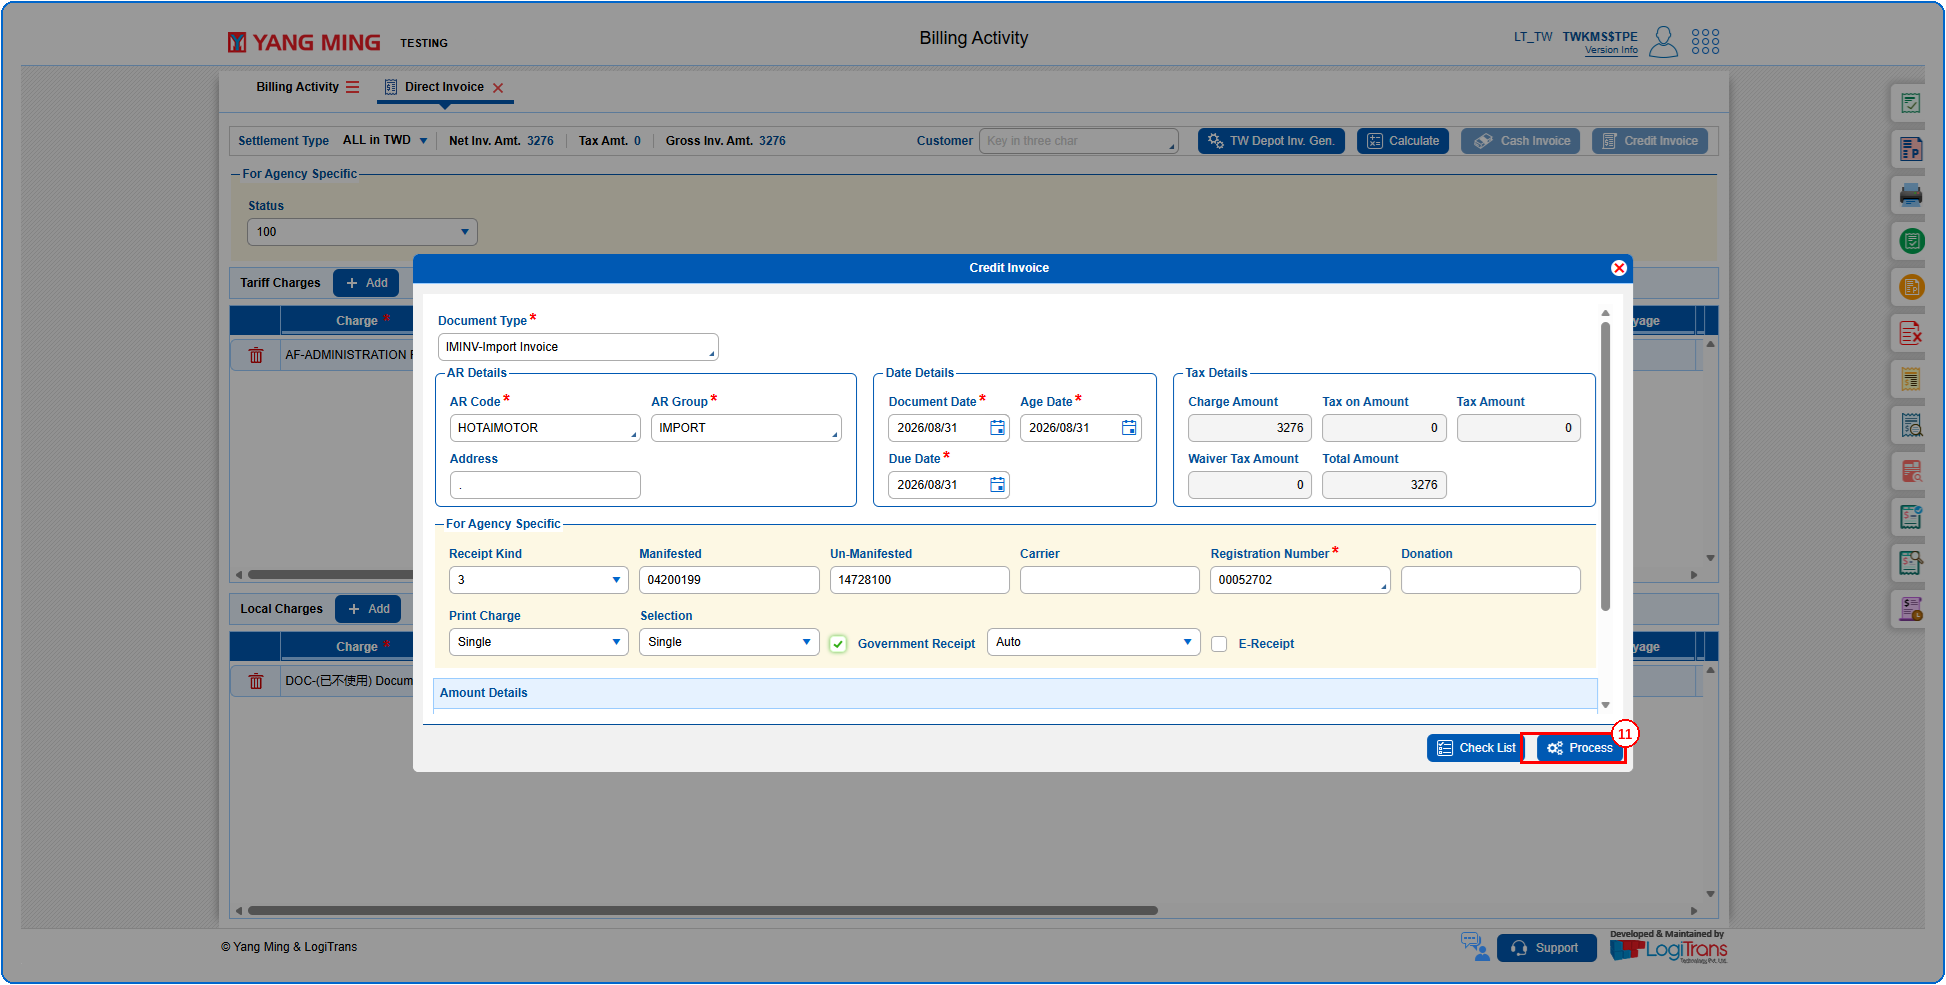 YANG MING TESTING
Billing Activity
LT_TW TWKMS$TPE
Version Info
Billing Activity
Direct Invoice
Settlement Type ALL in TWD Net Inv. Amt. 3276 Tax Amt. 0 Gross Inv. Amt. 3276 Customer Key in three char TW Depot Inv. Gen. Calculate Cash Invoice Credit Invoice
For Agency Specific
Status
100
Tariff Charges + Add
Charge *
yage
AF-ADMINISTRATION
Local Charges + Add
Charge *
yage
DOC-(已不使用) Docum
Credit Invoice
Document Type *
IMINV-Import Invoice
AR Details
AR Code * AR Group *
HOTAIMOTOR IMPORT
Address
.
Date Details
Document Date * Age Date *
2026/08/31 2026/08/31
Due Date *
2026/08/31
Tax Details
Charge Amount Tax on Amount Tax Amount
3276 0 0
Waiver Tax Amount Total Amount
0 3276
For Agency Specific
Receipt Kind Manifested Un-Manifested Carrier Registration Number * Donation
3 04200199 14728100 00052702
Print Charge Selection
Single Single Government Receipt Auto E-Receipt
Amount Details
Check List Process
11
© Yang Ming & LogiTrans
Support
Developed & Maintained by
LogiTrans
Technology Pvt. Ltd.